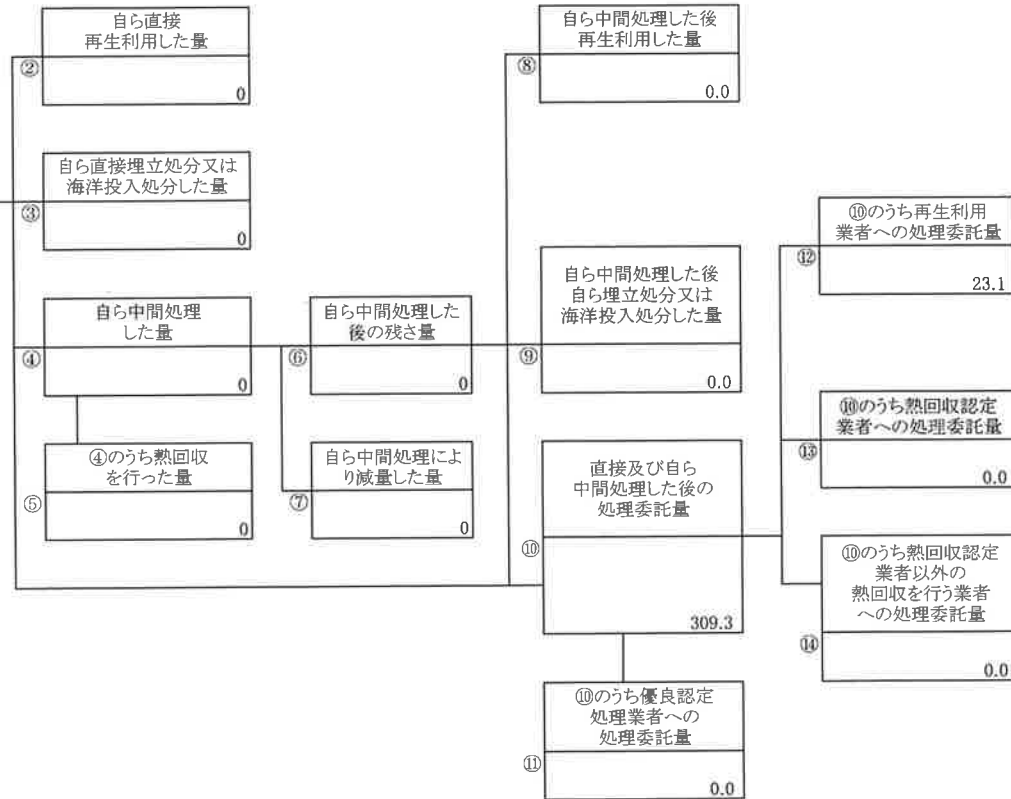 自ら直接
再生利用した量
②
0
自ら直接埋立処分又は
海洋投入処分した量
③
0
自ら中間処理
した量
④
0
④のうち熱回収
を行った量
⑤
0
自ら中間処理した
後の残さ量
⑥
0
自ら中間処理によ
り減量した量
⑦
0
自ら中間処理した後
再生利用した量
⑧
0.0
自ら中間処理した後
自ら埋立処分又は
海洋投入処分した量
⑨
0.0
直接及び自ら
中間処理した後の
処理委託量
⑩
309.3
⑩のうち優良認定
処理業者への
処理委託量
⑪
0.0
⑩のうち再生利用
業者への処理委託量
⑫
23.1
⑩のうち熱回収認定
業者への処理委託量
⑬
0.0
⑩のうち熱回収認定
業者以外の
熱回収を行う業者
への処理委託量
⑭
0.0